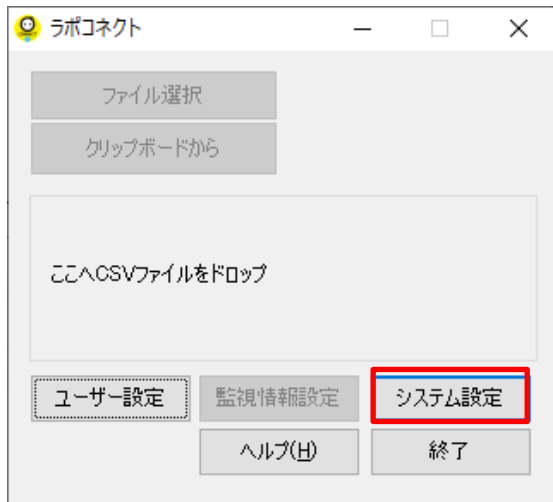 ラポコネクト
ファイル選択
クリップボードから
ここへCSVファイルをドロップ
ユーザー設定 監視情報設定 システム設定
ヘルプ(H) 終了